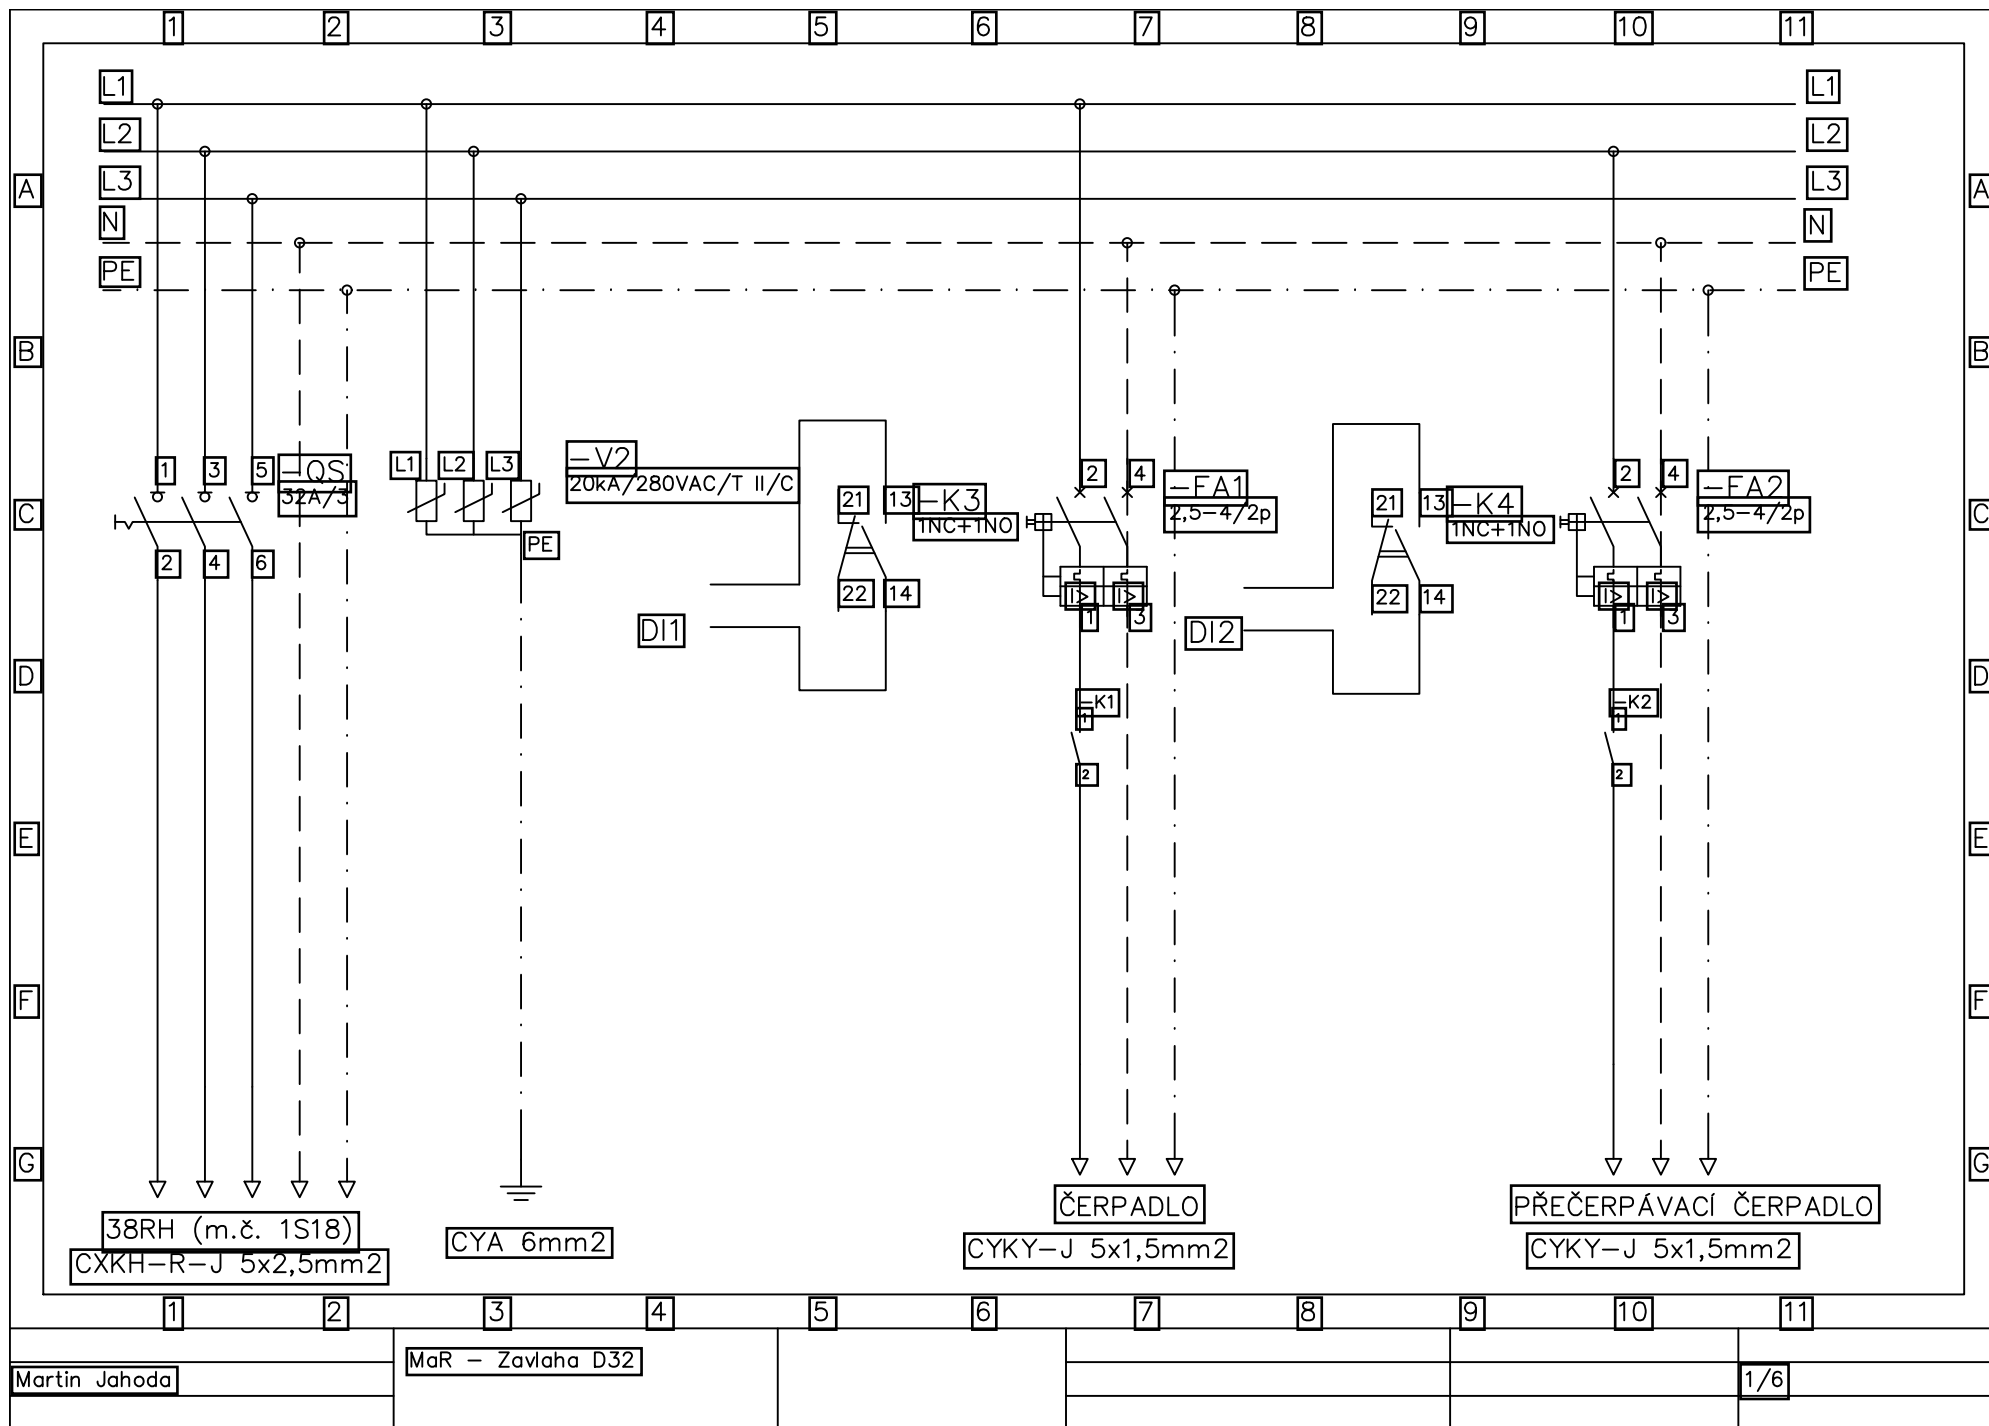 1 2 3 4 5 6 7 8 9 10 11
L1 L1
L2 L2
L3 L3
A A
N N
PE PE
B B
1 3 5 -QS
32A/3
L1 L2 L3
-V2
20kA/280VAC/T II/C
PE
21 13 -K3
1NC+1NO
22 14
DI1
2 4 -FA1
2,5-4/2p
I> I>
1 3
-K1
1
2
21 13 -K4
1NC+1NO
22 14
DI2
2 4 -FA2
2,5-4/2p
I> I>
1 3
-K2
1
2
C C
2 4 6
D D
E E
F F
G G
38RH (m.č. 1S18)
CXKH-R-J 5x2,5mm2
CYA 6mm2
ČERPADLO
CYKY-J 5x1,5mm2
PŘEČERPÁVACÍ ČERPADLO
CYKY-J 5x1,5mm2
1 2 3 4 5 6 7 8 9 10 11
MaR - Zavlaha D32
Martin Jahoda
1/6